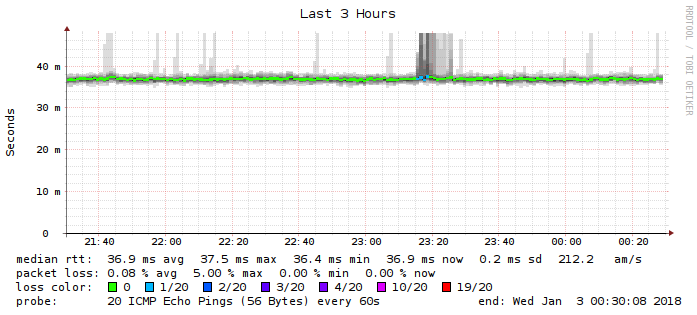 Last 3 Hours
RRDTOOL / TOBI OETIKER
Seconds
40 m
30 m
20 m
10 m
0
21:40 22:00 22:20 22:40 23:00 23:20 23:40 00:00 00:20
median rtt: 36.9 ms avg 37.5 ms max 36.4 ms min 36.9 ms now 0.2 ms sd 212.2 am/s
packet loss: 0.08 % avg 5.00 % max 0.00 % min 0.00 % now
loss color: 0 1/20 2/20 3/20 4/20 10/20 19/20
probe: 20 ICMP Echo Pings (56 Bytes) every 60s end: Wed Jan 3 00:30:08 2018